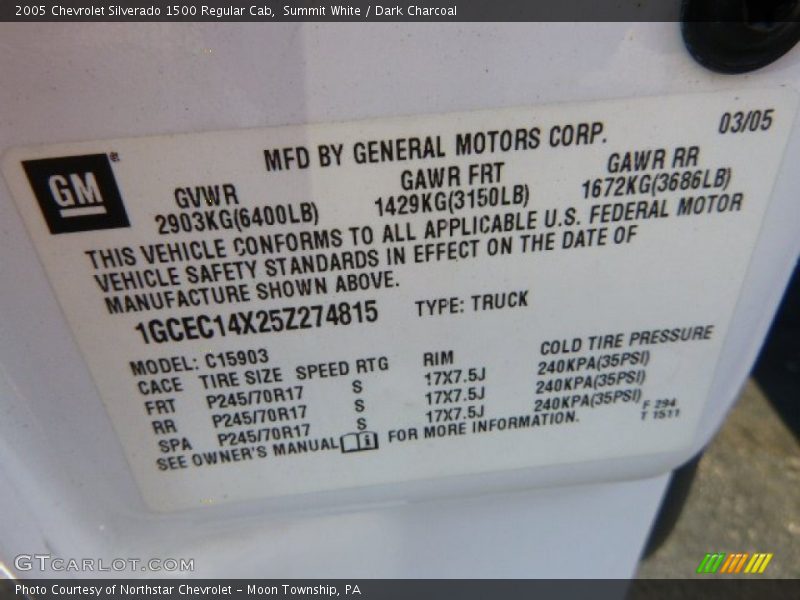 2005 Chevrolet Silverado 1500 Regular Cab, Summit White / Dark Charcoal
03/05
GM
MFD BY GENERAL MOTORS CORP.
GVWR GAWR FRT GAWR RR
2903KG(6400LB) 1429KG(3150LB) 1672KG(3686LB)
THIS VEHICLE CONFORMS TO ALL APPLICABLE U.S. FEDERAL MOTOR
VEHICLE SAFETY STANDARDS IN EFFECT ON THE DATE OF
MANUFACTURE SHOWN ABOVE.
1GCEC14X25Z274815 TYPE: TRUCK
MODEL: C15903
CACE TIRE SIZE SPEED RTG RIM COLD TIRE PRESSURE
FRT P245/70R17 S 17X7.5J 240KPA(35PSI)
RR P245/70R17 S 17X7.5J 240KPA(35PSI)
SPA P245/70R17 S 17X7.5J 240KPA(35PSI)
SEE OWNER'S MANUAL FOR MORE INFORMATION.
F 294
T 1511
GTCARLOT.COM
Photo Courtesy of Northstar Chevrolet - Moon Township, PA